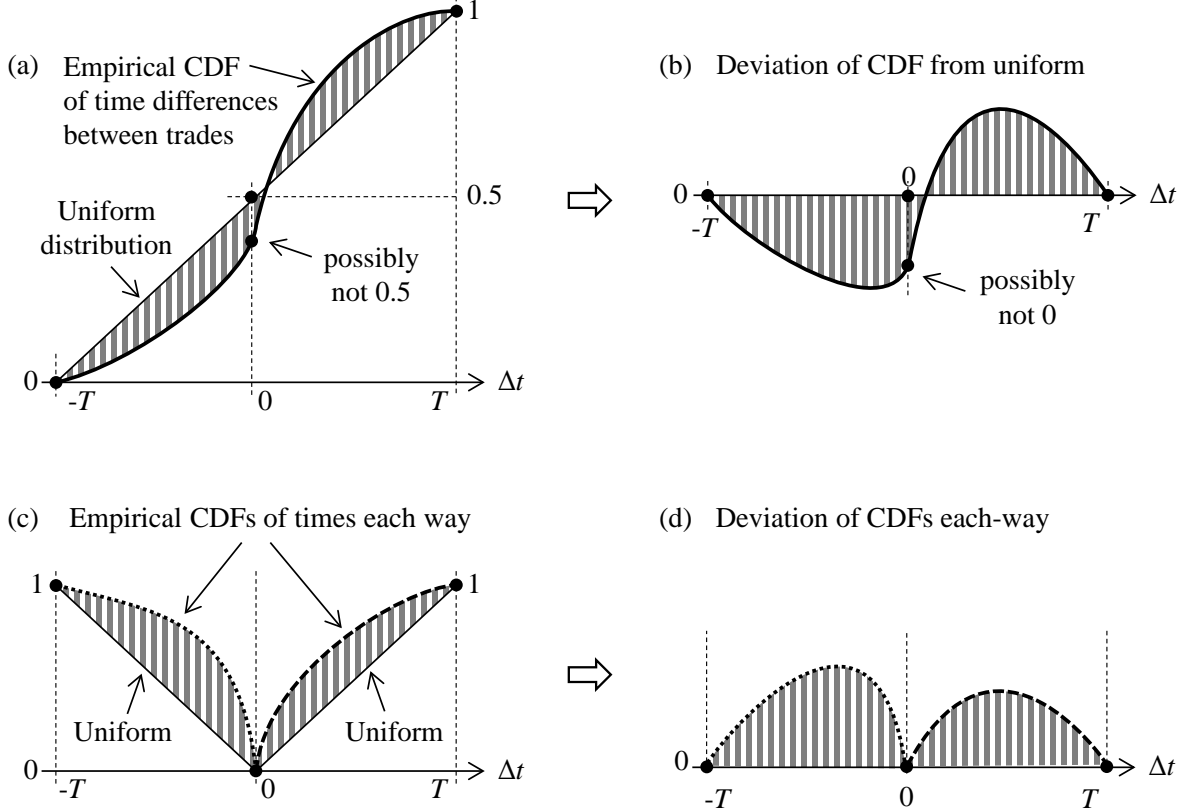 1
(a) Empirical CDF
of time differences
between trades
0.5
Uniform
distribution
possibly
not 0.5
0
-T
0
T
Δt
(b) Deviation of CDF from uniform
0
0
Δt
-T
T
possibly
not 0
(c) Empirical CDFs of times each way
1
1
Uniform
Uniform
0
Δt
-T
0
T
(d) Deviation of CDFs each-way
0
Δt
-T
0
T